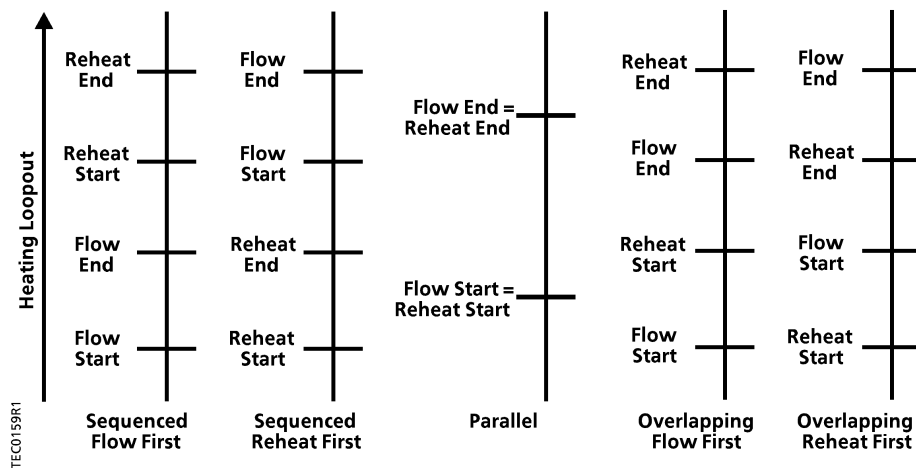 Heating Loopout
Reheat
End
Reheat
Start
Flow
End
Flow
Start
Sequenced
Flow First
Flow
End
Flow
Start
Reheat
End
Reheat
Start
Sequenced
Reheat First
Flow End =
Reheat End
Flow Start =
Reheat Start
Parallel
Reheat
End
Flow
End
Reheat
Start
Flow
Start
Overlapping
Flow First
Flow
End
Reheat
End
Flow
Start
Reheat
Start
Overlapping
Reheat First
TEC0159R1